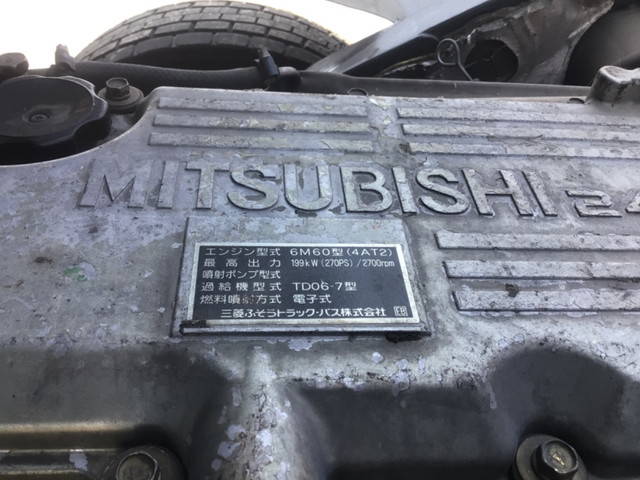 MITSUBISHI 24
エンジン型式 6M60型(4AT2)
最高出力 199kW(270PS)/2700rpm
噴射ポンプ型式
過給機型式 TD06-7型
燃料噴射方式 電子式
三菱ふそうトラック・バス株式会社